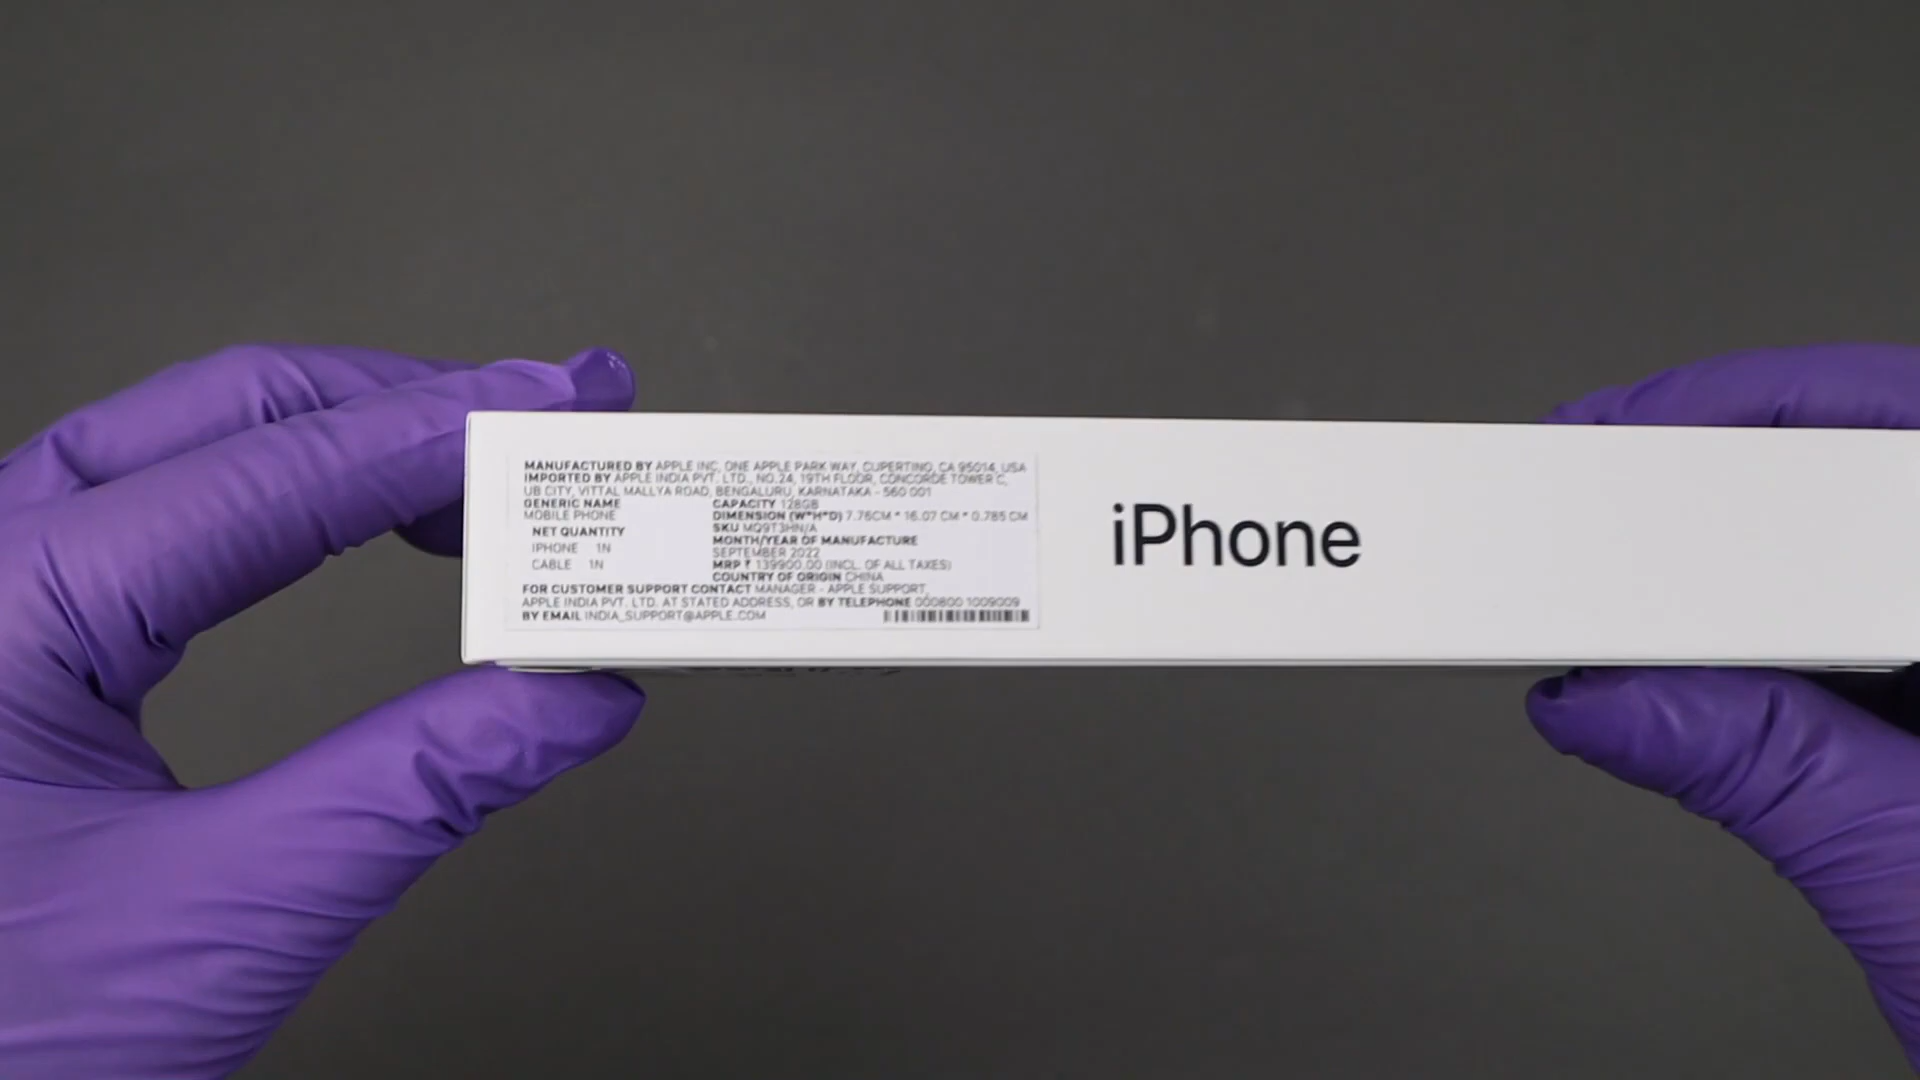 MANUFACTURED BY APPLE INC, ONE APPLE PARK WAY, CUPERTINO, CA 95014, USA
IMPORTED BY APPLE INDIA PVT. LTD., NO.24, 19TH FLOOR, CONCORDE TOWER C,
UB CITY, VITTAL MALLYA ROAD, BENGALURU, KARNATAKA - 560 001
GENERIC NAME
MOBILE PHONE
NET QUANTITY
IPHONE 1N
CABLE 1N
CAPACITY 128GB
DIMENSION (W*H*D) 7.76CM * 16.07 CM * 0.785 CM
SKU MQ9T3HN/A
MONTH/YEAR OF MANUFACTURE
SEPTEMBER 2022
MRP ₹ 139900.00 (INCL. OF ALL TAXES)
COUNTRY OF ORIGIN CHINA
FOR CUSTOMER SUPPORT CONTACT MANAGER - APPLE SUPPORT,
APPLE INDIA PVT. LTD. AT STATED ADDRESS, OR BY TELEPHONE 000800 1009009
BY EMAIL INDIA_SUPPORT@APPLE.COM
iPhone